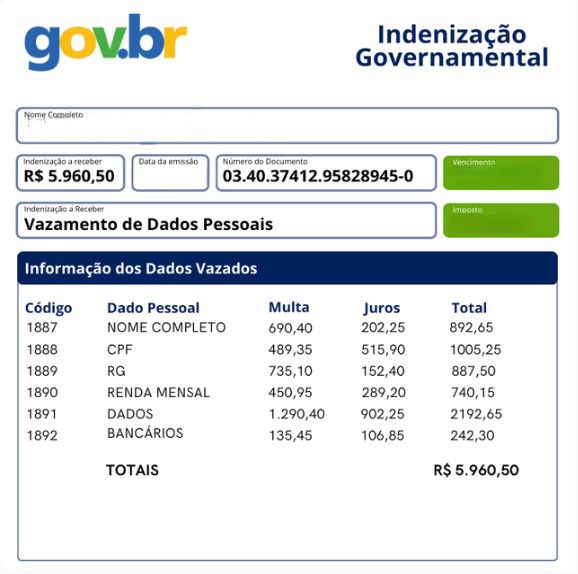 gov.br
Indenização
Governamental
Nome Completo
Indenização a receber
R$ 5.960,50
Data da emissão
Número do Documento
03.40.37412.95828945-0
Vencimento
Indenização a Receber
Vazamento de Dados Pessoais
Imposto
Informação dos Dados Vazados
Código Dado Pessoal Multa Juros Total
1887 NOME COMPLETO 690,40 202,25 892,65
1888 CPF 489,35 515,90 1005,25
1889 RG 735,10 152,40 887,50
1890 RENDA MENSAL 450,95 289,20 740,15
1891 DADOS 1.290,40 902,25 2192,65
1892 BANCÁRIOS 135,45 106,85 242,30
TOTAIS R$ 5.960,50